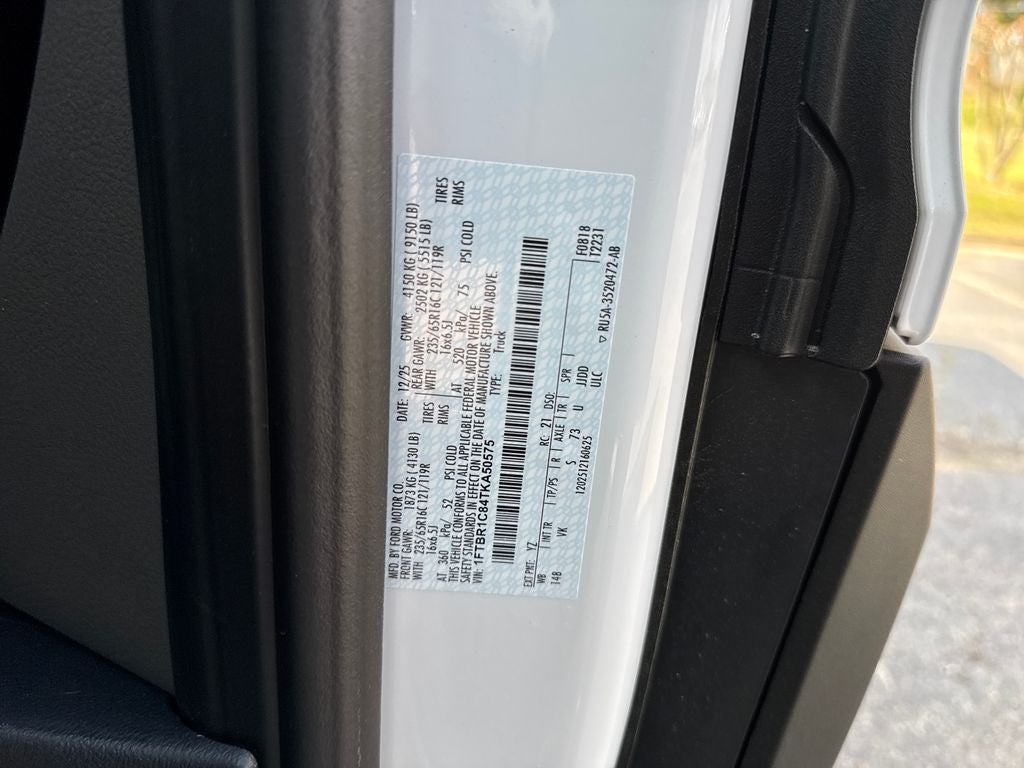 MFD. BY FORD MOTOR CO. DATE: 12/25 GVWR: 4150 KG ( 9150 LB)
FRONT GAWR: 1873 KG ( 4130 LB) REAR GAWR: 2502 KG ( 5515 LB)
WITH 235/65R16C 121/119R TIRES WITH 235/65R16C 121/119R TIRES
16x6.5J RIMS 16x6.5J RIMS
AT 360 kPa/ 52 PSI COLD AT 520 kPa/ 75 PSI COLD
THIS VEHICLE CONFORMS TO ALL APPLICABLE FEDERAL MOTOR VEHICLE
SAFETY STANDARDS IN EFFECT ON THE DATE OF MANUFACTURE SHOWN ABOVE.
VIN: 1FTBR1C84TKA50575 TYPE: Truck
F0818
EXT PNT: YZ RC: 21 DSO: T2231
WB INT TR TP/PS R AXLE TR SPR
148 VK S 73 U JJDD
1202512160625 ULC
▽ RU5A-3520472-AB